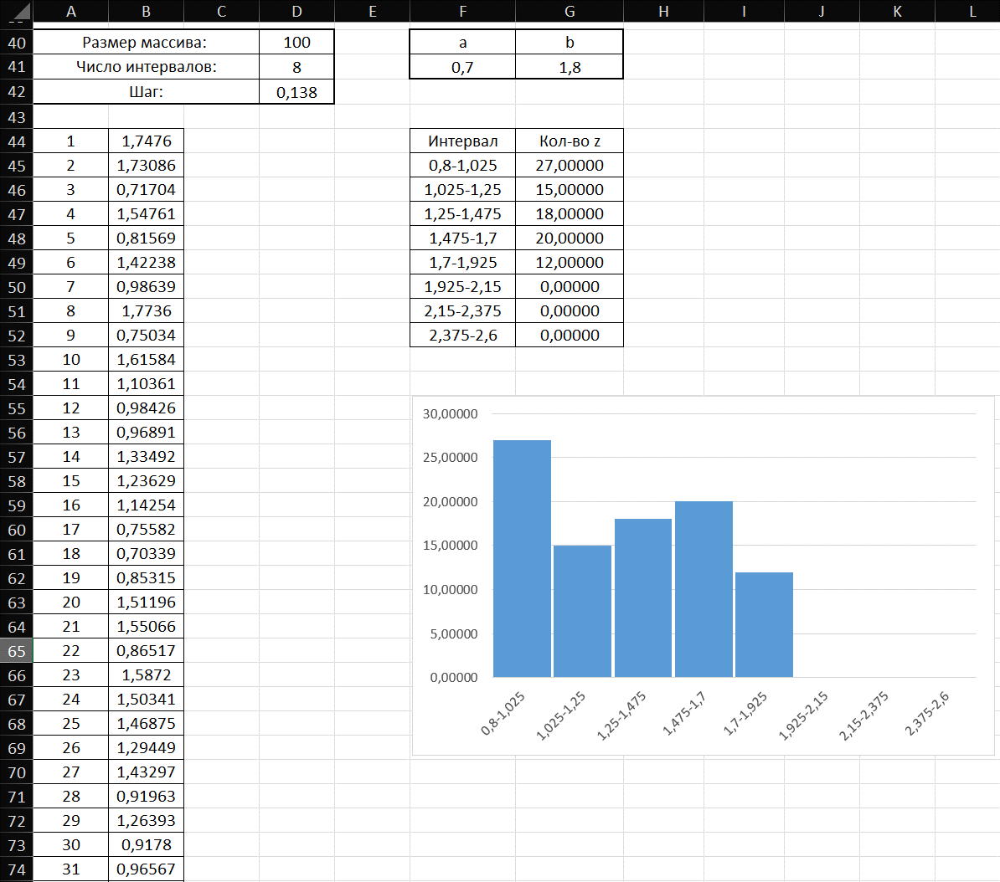 A B C D E F G H I J K L
40 Размер массива: 100 a b
41 Число интервалов: 8 0,7 1,8
42 Шаг: 0,138
43
44 1 1,7476 Интервал Кол-во z
45 2 1,73086 0,8-1,025 27,00000
46 3 0,71704 1,025-1,25 15,00000
47 4 1,54761 1,25-1,475 18,00000
48 5 0,81569 1,475-1,7 20,00000
49 6 1,42238 1,7-1,925 12,00000
50 7 0,98639 1,925-2,15 0,00000
51 8 1,7736 2,15-2,375 0,00000
52 9 0,75034 2,375-2,6 0,00000
53 10 1,61584
54 11 1,10361
55 12 0,98426
56 13 0,96891
57 14 1,33492
58 15 1,23629
59 16 1,14254
60 17 0,75582
61 18 0,70339
62 19 0,85315
63 20 1,51196
64 21 1,55066
65 22 0,86517
66 23 1,5872
67 24 1,50341
68 25 1,46875
69 26 1,29449
70 27 1,43297
71 28 0,91963
72 29 1,26393
73 30 0,9178
74 31 0,96567
30,00000
25,00000
20,00000
15,00000
10,00000
5,00000
0,00000
0,8-1,025 1,025-1,25 1,25-1,475 1,475-1,7 1,7-1,925 1,925-2,15 2,15-2,375 2,375-2,6